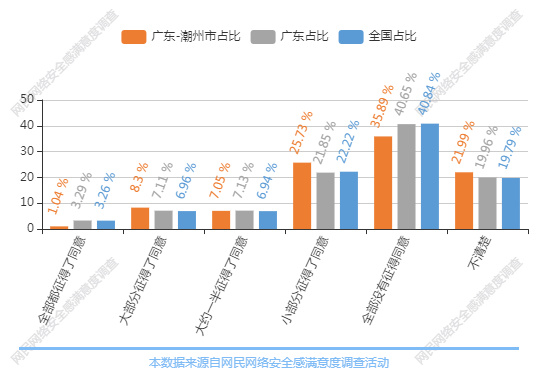 网民网络安全感满意度调查
网民网络安全感满意度调查
广东-潮州市占比 广东占比 全国占比
50
40
30
20
10
0
1.04 % 3.29 % 3.26 %
8.3 % 7.11 % 6.96 %
7.05 % 7.13 % 6.94 %
25.73 % 21.85 % 22.22 %
35.89 % 40.65 % 40.84 %
21.99 % 19.96 % 19.79 %
全部都征得了同意
大部分征得了同意
大约一半征得了同意
小部分征得了同意
全部没有征得同意
不清楚
网民网络安全感满意度调查
网民网络安全感满意度调查
本数据来源自网民网络安全感满意度调查活动